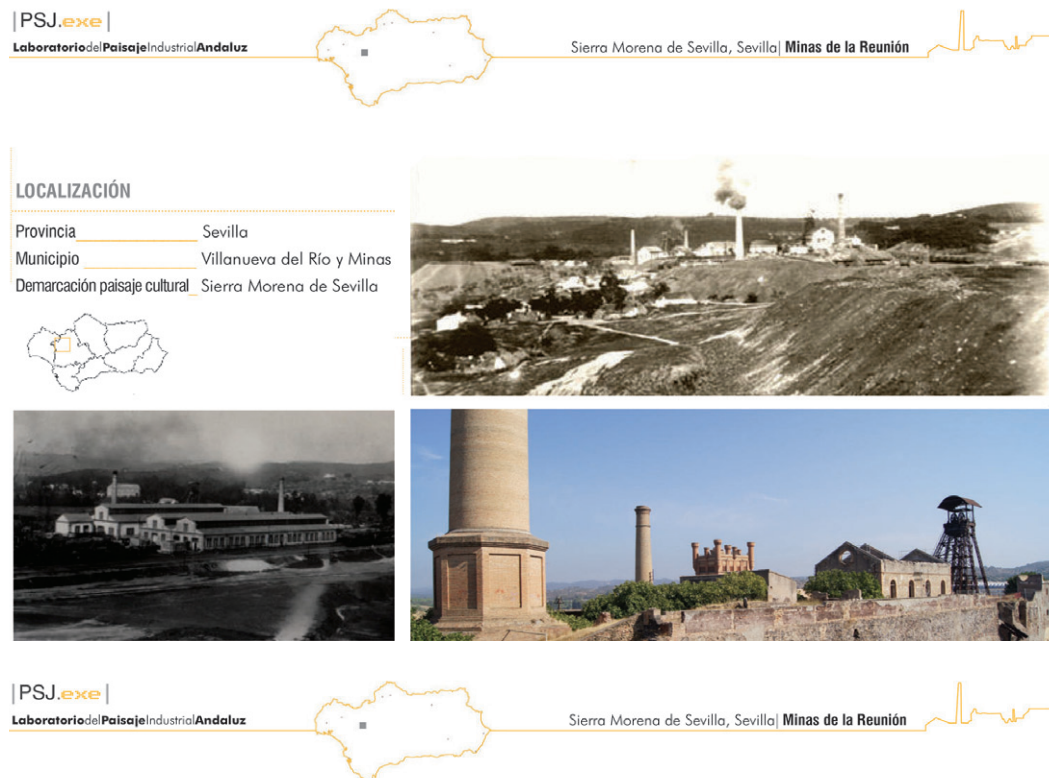 |PSJ.exe|
LaboratoriodelPaisajeIndustrialAndaluz
Sierra Morena de Sevilla, Sevilla| Minas de la Reunión
LOCALIZACIÓN
Provincia Sevilla
Municipio Villanueva del Río y Minas
Demarcación paisaje cultural Sierra Morena de Sevilla
|PSJ.exe|
LaboratoriodelPaisajeIndustrialAndaluz
Sierra Morena de Sevilla, Sevilla| Minas de la Reunión